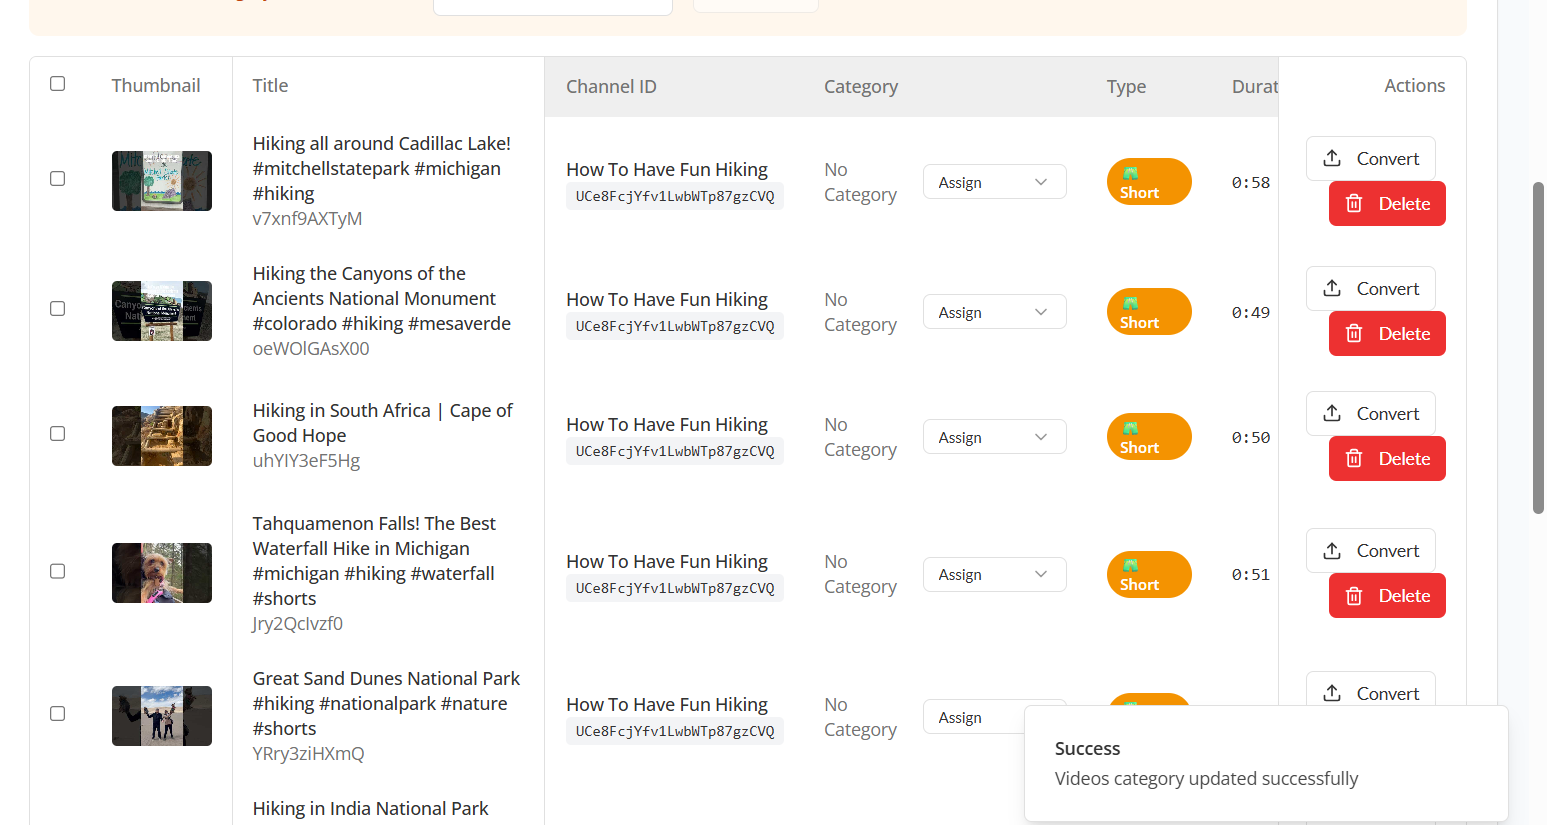 Thumbnail Title Channel ID Category Type Durat Actions
Hiking all around Cadillac Lake!
#mitchellstatepark #michigan
#hiking
v7xnf9AXTyM
How To Have Fun Hiking
UCe8FcjYfv1LwbWTp87gzCVQ
No
Category
Assign
Short
0:58
Convert
Delete
Hiking the Canyons of the
Ancients National Monument
#colorado #hiking #mesaverde
oeWOlGAsX00
How To Have Fun Hiking
UCe8FcjYfv1LwbWTp87gzCVQ
No
Category
Assign
Short
0:49
Convert
Delete
Hiking in South Africa | Cape of
Good Hope
uhYIY3eF5Hg
How To Have Fun Hiking
UCe8FcjYfv1LwbWTp87gzCVQ
No
Category
Assign
Short
0:50
Convert
Delete
Tahquamenon Falls! The Best
Waterfall Hike in Michigan
#michigan #hiking #waterfall
#shorts
Jry2QcIvzf0
How To Have Fun Hiking
UCe8FcjYfv1LwbWTp87gzCVQ
No
Category
Assign
Short
0:51
Convert
Delete
Great Sand Dunes National Park
#hiking #nationalpark #nature
#shorts
YRry3ziHXmQ
How To Have Fun Hiking
UCe8FcjYfv1LwbWTp87gzCVQ
No
Category
Assign
Convert
Hiking in India National Park
Success
Videos category updated successfully